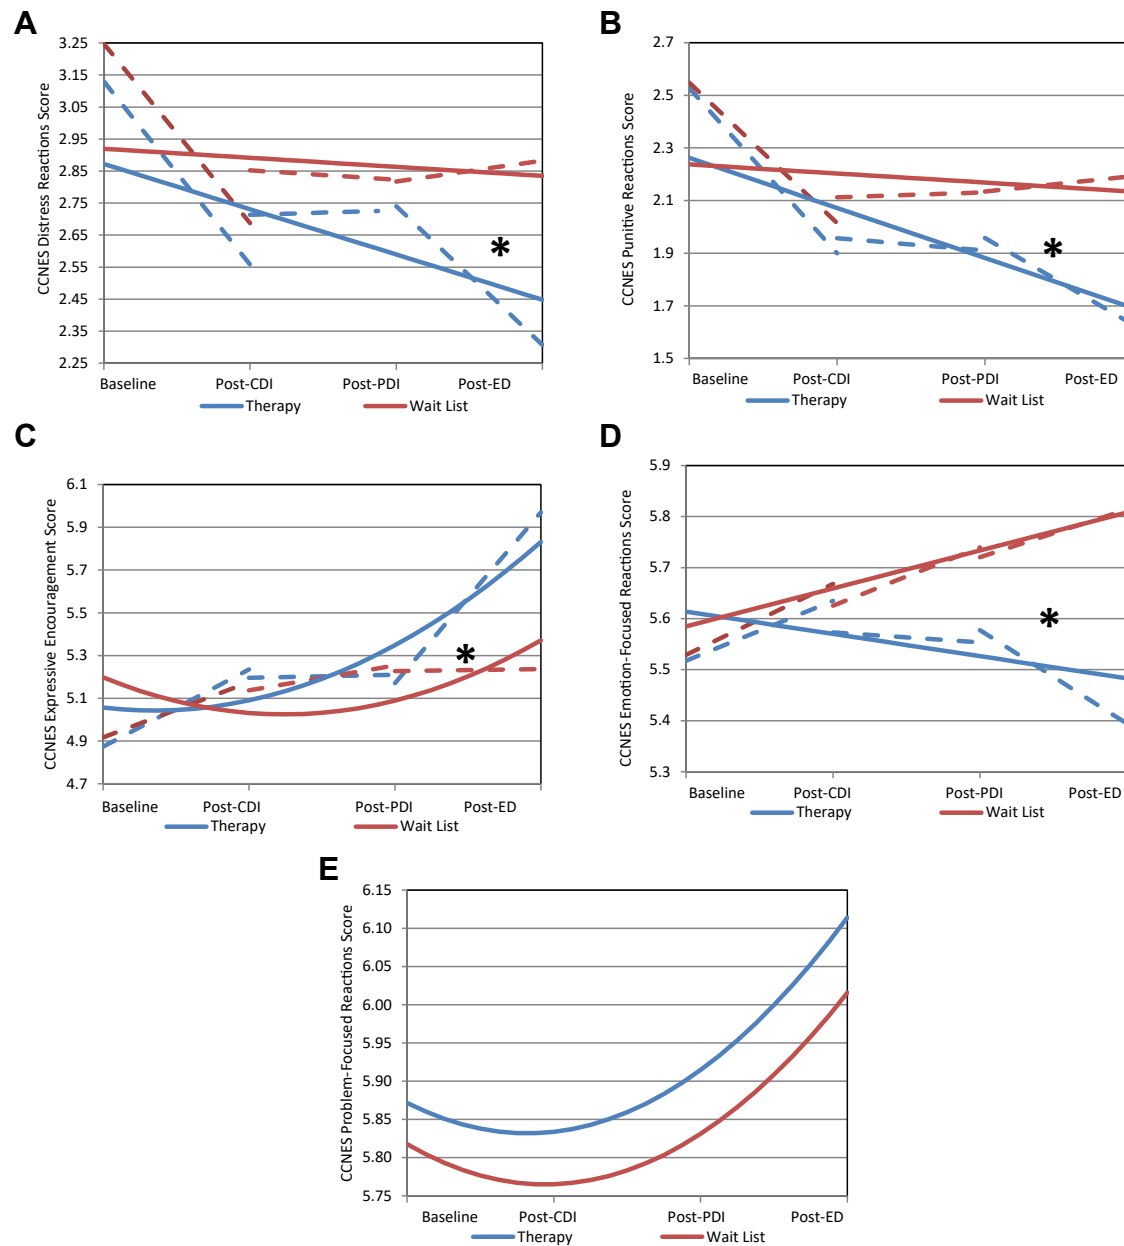 A
CCNES Distress Reactions Score
3.25
3.15
3.05
2.95
2.85
2.75
2.65
2.55
2.45
2.35
2.25
*
Baseline Post-CDI Post-PDI Post-ED
Therapy Wait List
B
CCNES Punitive Reactions Score
2.7
2.5
2.3
2.1
1.9
1.7
1.5
*
Baseline Post-CDI Post-PDI Post-ED
Therapy Wait List
C
CCNES Expressive Encouragement Score
6.1
5.9
5.7
5.5
5.3
5.1
4.9
4.7
*
Baseline Post-CDI Post-PDI Post-ED
Therapy Wait List
D
CCNES Emotion-Focused Reactions Score
5.9
5.8
5.7
5.6
5.5
5.4
5.3
*
Baseline Post-CDI Post-PDI Post-ED
Therapy Wait List
E
CCNES Problem-Focused Reactions Score
6.15
6.10
6.05
6.00
5.95
5.90
5.85
5.80
5.75
Baseline Post-CDI Post-PDI Post-ED
Therapy Wait List